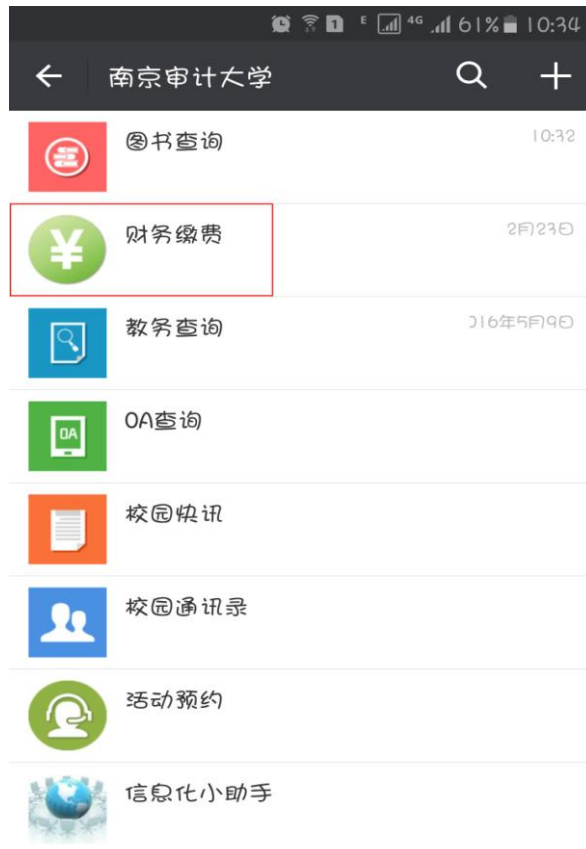 1 E 4G 61% 10:34
南京审计大学
图书查询 10:32
财务缴费 2月23日
教务查询 016年5月9日
OA OA查询
校园快讯
校园通讯录
活动预约
信息化小助手